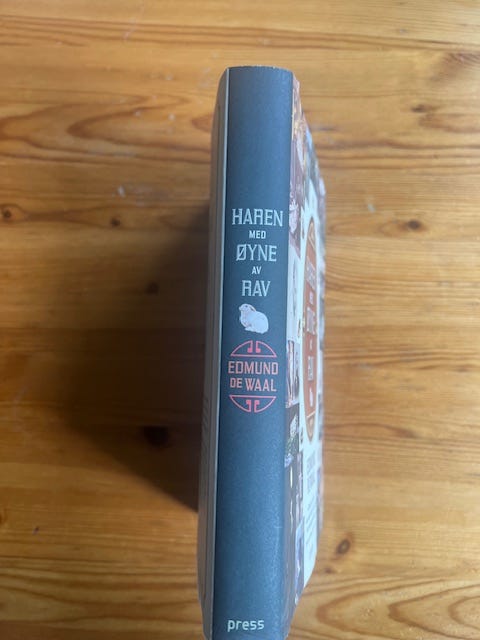 HAREN
MED
ØYNE
AV
RAV
EDMUND
DE WAAL
press